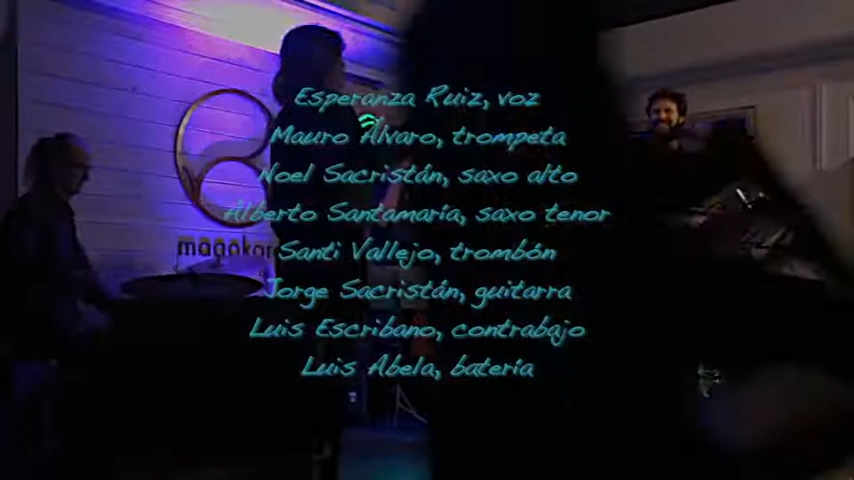 Esperanza Ruiz, voz
Mauro Álvaro, trompeta
Noel Sacristán, saxo alto
Alberto Santamaría, saxo tenor
Santi Vallejo, trombón
Jorge Sacristán, guitarra
Luis Escribano, contrabajo
Luis Abela, batería